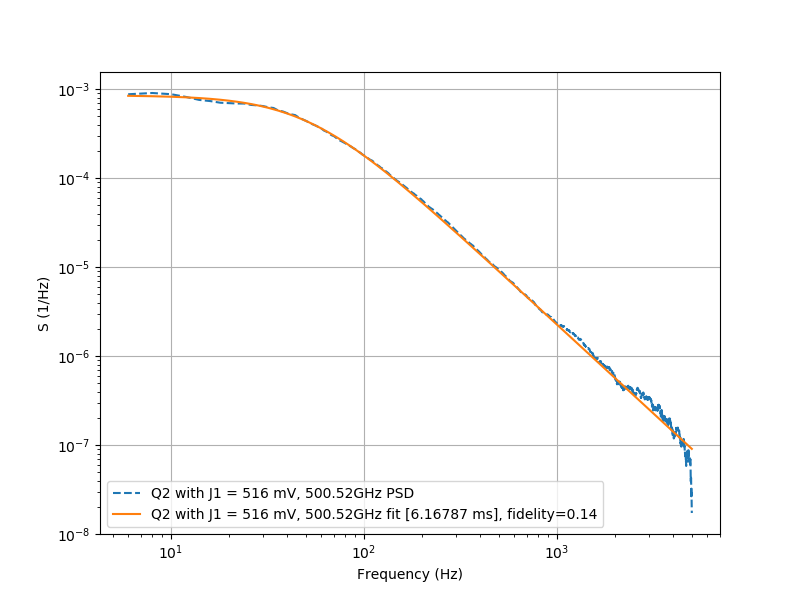 10⁻³
10⁻⁴
10⁻⁵
10⁻⁶
10⁻⁷
10⁻⁸
S (1/Hz)
Q2 with J1 = 516 mV, 500.52GHz PSD
Q2 with J1 = 516 mV, 500.52GHz fit [6.16787 ms], fidelity=0.14
10¹ 10² 10³
Frequency (Hz)